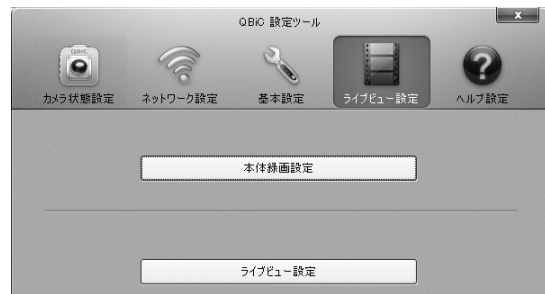 QBiC 設定ツール
x
QBiC
カメラ状態設定
ネットワーク設定
基本設定
ライブビュー設定
ヘルプ設定
本体録画設定
ライブビュー設定